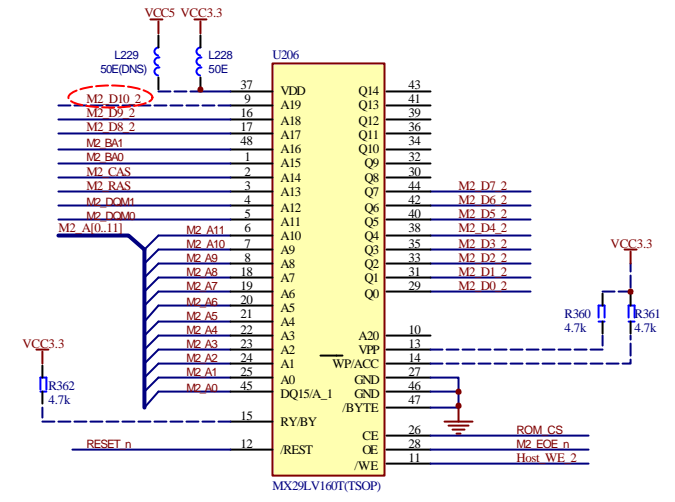 VCC5 VCC3.3
L229 L228
50E(DNS) 50E
U206
37 VDD Q14 43
M2_D10_2 9 A19 Q13 41
M2_D9_2 16 A18 Q12 39
M2_D8_2 17 A17 Q11 36
M2_BA1 48 A16 Q10 34
M2_BA0 1 A15 Q9 32
M2_CAS 2 A14 Q8 30
M2_RAS 3 A13 Q7 44 M2_D7_2
M2_DQM1 4 A12 Q6 42 M2_D6_2
M2_DQM0 5 A11 Q5 40 M2_D5_2
M2_A[0..11] M2_A11 6 A10 Q4 38 M2_D4_2
M2_A10 7 A9 Q3 35 M2_D3_2
M2_A9 8 A8 Q2 33 M2_D2_2
M2_A8 18 A7 Q1 31 M2_D1_2
M2_A7 19 A6 Q0 29 M2_D0_2
M2_A6 20 A5
M2_A5 21 A4
M2_A4 22 A3 A20 10
M2_A3 23 A2 VPP 13
M2_A2 24 A1 WP/ACC 14
M2_A1 25 A0 GND 27
M2_A0 45 DQ15/A_1 GND 46
/BYTE 47
VCC3.3
R360 R361
4.7k 4.7k
VCC3.3
R362
4.7k
15 RY/BY
CE 26 ROM_CS
RESET_n 12 /REST OE 28 M2_EOE_n
/WE 11 Host_WE_2
MX29LV160T(TSOP)